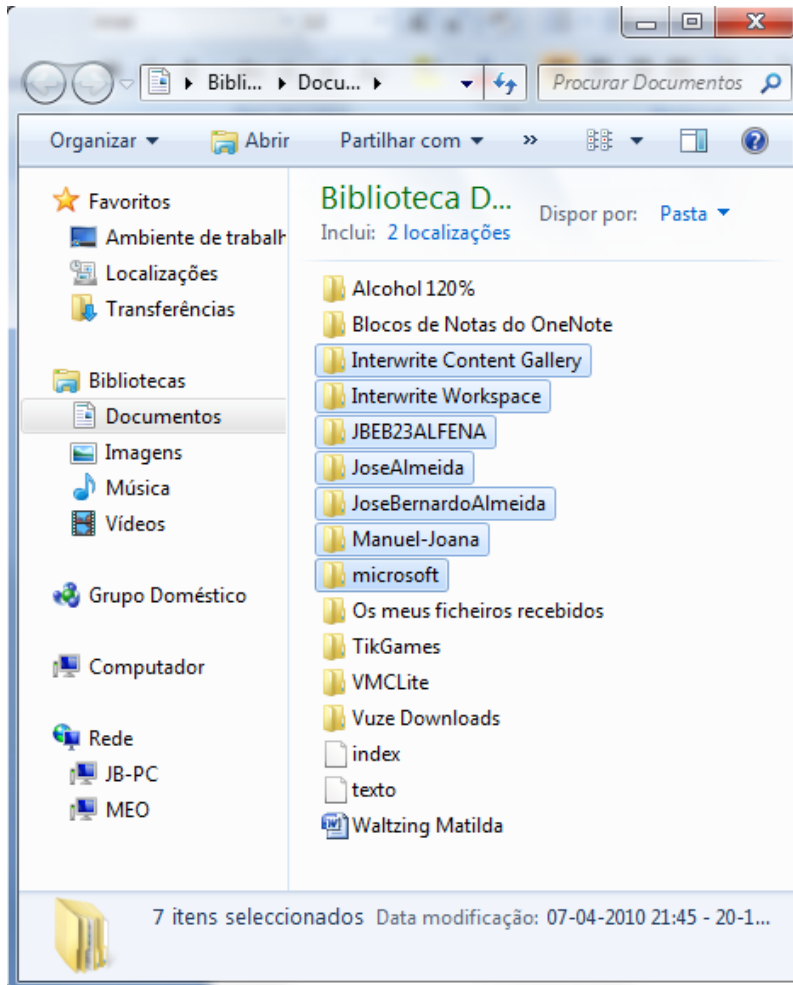 Bibli... Docu... Procurar Documentos
Organizar Abrir Partilhar com »
Favoritos
Ambiente de trabalh
Localizações
Transferências
Bibliotecas
Documentos
Imagens
Música
Vídeos
Grupo Doméstico
Computador
Rede
JB-PC
MEO
Biblioteca D...
Inclui: 2 localizações
Dispor por: Pasta
Alcohol 120%
Blocos de Notas do OneNote
Interwrite Content Gallery
Interwrite Workspace
JBEB23ALFENA
JoseAlmeida
JoseBernardoAlmeida
Manuel-Joana
microsoft
Os meus ficheiros recebidos
TikGames
VMCLite
Vuze Downloads
index
texto
Waltzing Matilda
7 itens seleccionados Data modificação: 07-04-2010 21:45 - 20-1...